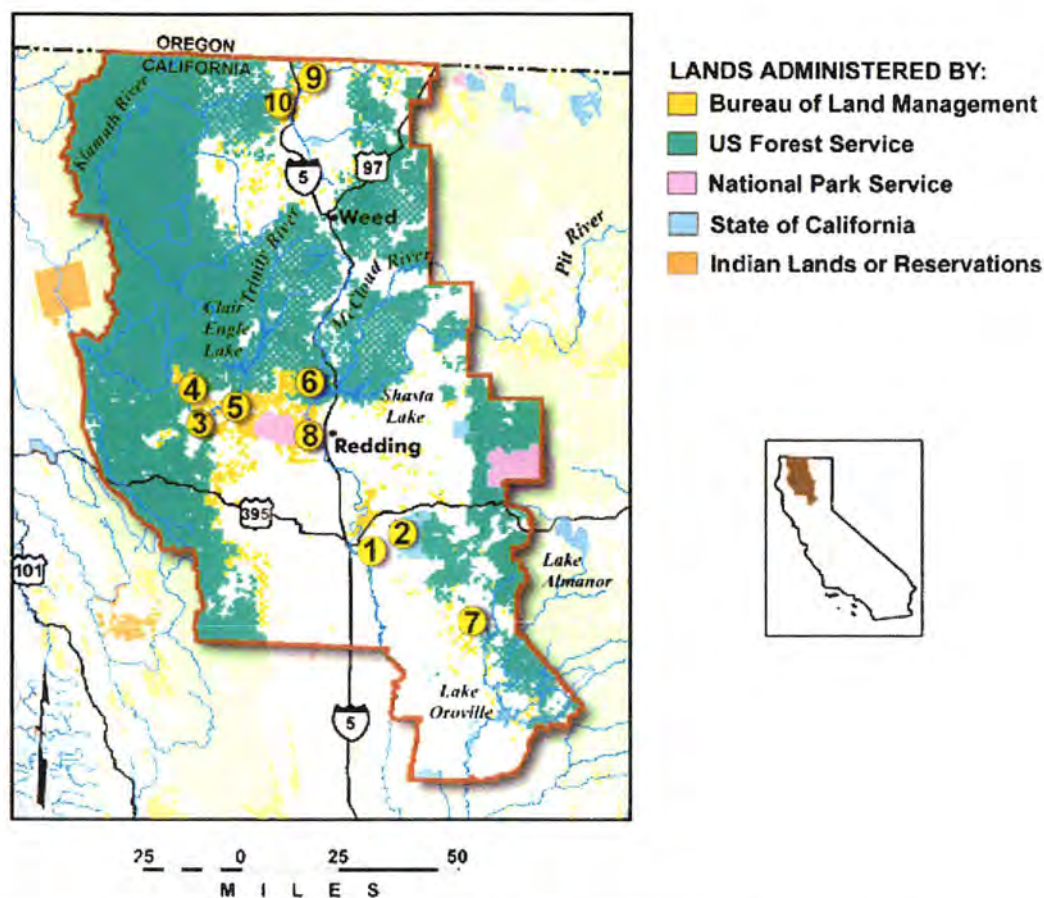 OREGON
CALIFORNIA
9
10
Klamath River
5
97
Weed
Trinity River
McCloud River
Pit River
Clair
Engle
Lake
4
5
6
3
8
Shasta
Lake
Redding
395
1
2
101
Lake
Almanor
7
Lake
Oroville
5
25 0 25 50
M I L E S
LANDS ADMINISTERED BY:
Bureau of Land Management
US Forest Service
National Park Service
State of California
Indian Lands or Reservations